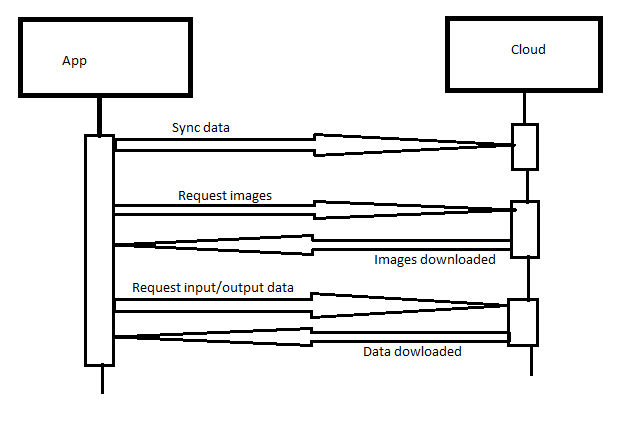 App
Cloud
Sync data
Request images
Images downloaded
Request input/output data
Data dowloaded